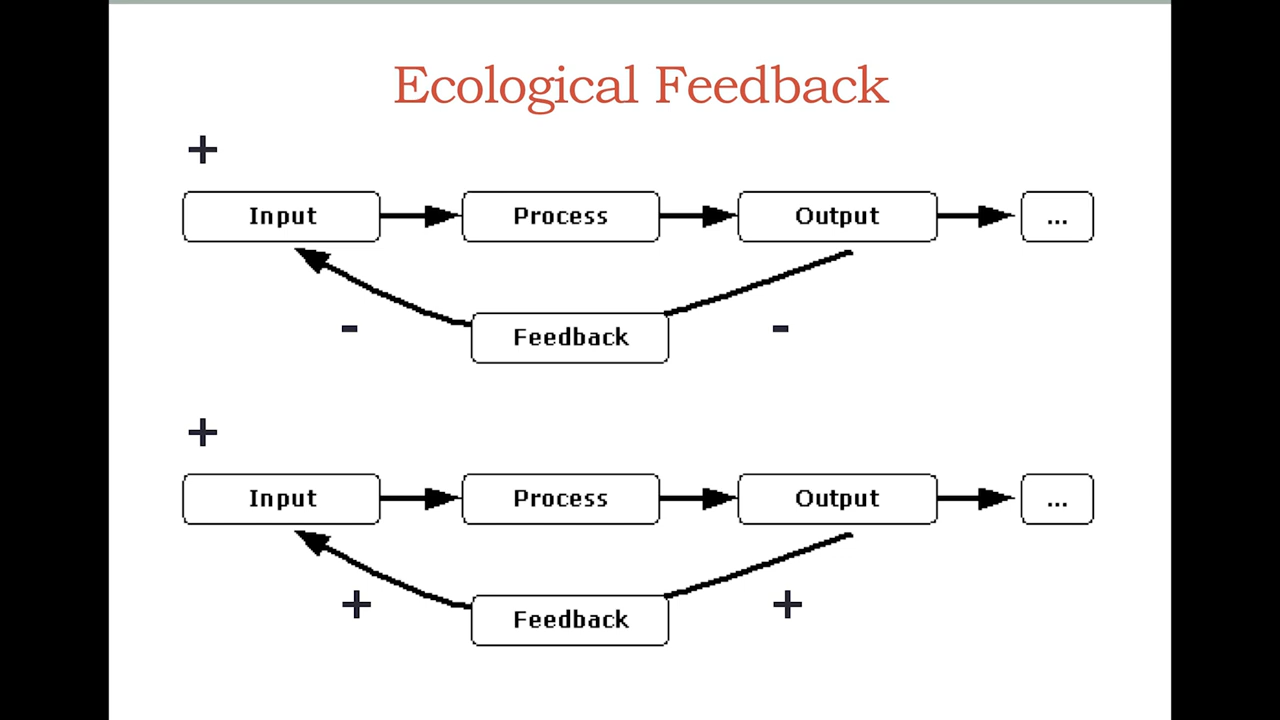 Ecological Feedback
+
Input Process Output ...
- Feedback -
+
Input Process Output ...
+ Feedback +